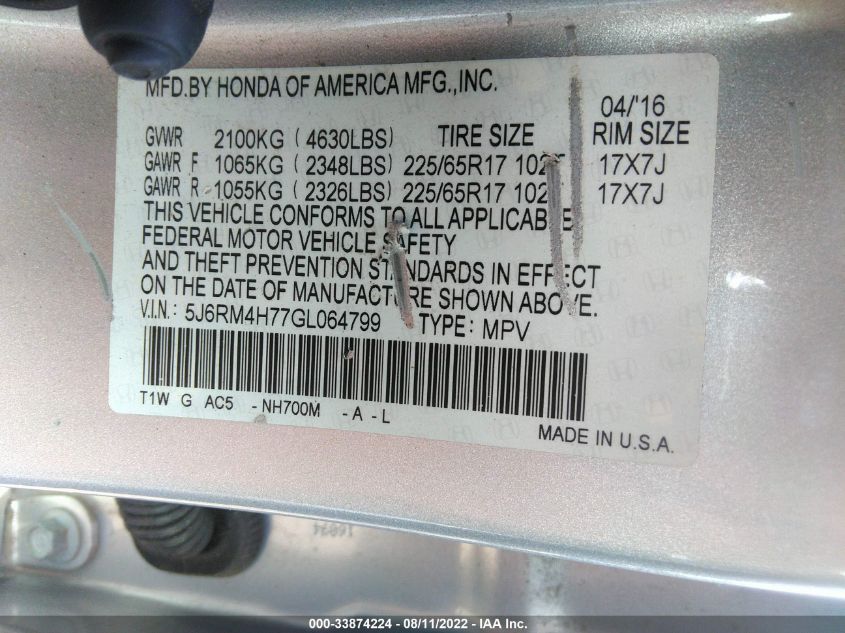 MFD.BY HONDA OF AMERICA MFG.,INC.
04/'16
GVWR 2100KG ( 4630LBS) TIRE SIZE RIM SIZE
GAWR F 1065KG ( 2348LBS) 225/65R17 102T 17X7J
GAWR R 1055KG ( 2326LBS) 225/65R17 102 17X7J
THIS VEHICLE CONFORMS TO ALL APPLICABLE
FEDERAL MOTOR VEHICLE SAFETY
AND THEFT PREVENTION STANDARDS IN EFFECT
ON THE DATE OF MANUFACTURE SHOWN ABOVE.
V.I.N.: 5J6RM4H77GL064799 TYPE: MPV
T1W G AC5 -NH700M -A-L
MADE IN U.S.A.
000-33874224 - 08/11/2022 - IAA Inc.